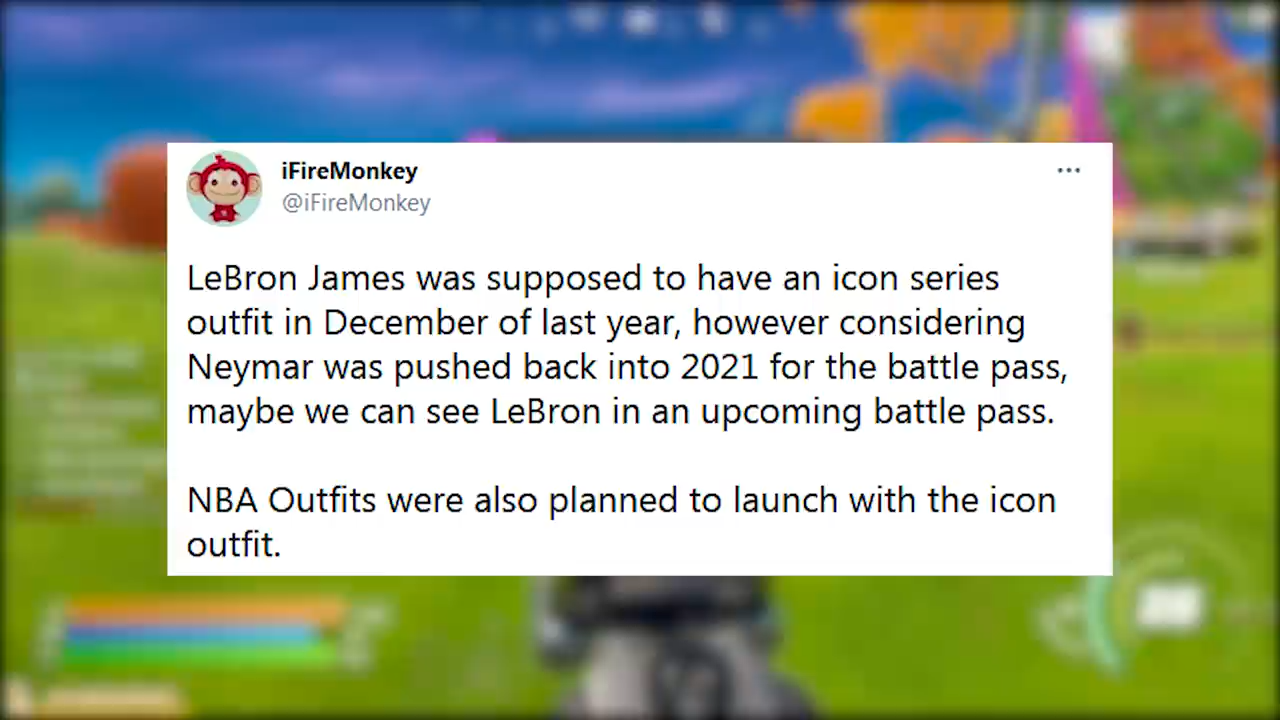 iFireMonkey
@iFireMonkey
LeBron James was supposed to have an icon series
outfit in December of last year, however considering
Neymar was pushed back into 2021 for the battle pass,
maybe we can see LeBron in an upcoming battle pass.
NBA Outfits were also planned to launch with the icon
outfit.